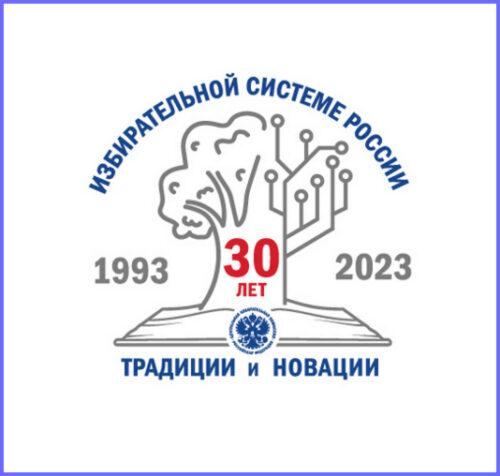 ИЗБИРАТЕЛЬНОЙ СИСТЕМЕ РОССИИ
1993
30
ЛЕТ
2023
ТРАДИЦИИ и НОВАЦИИ